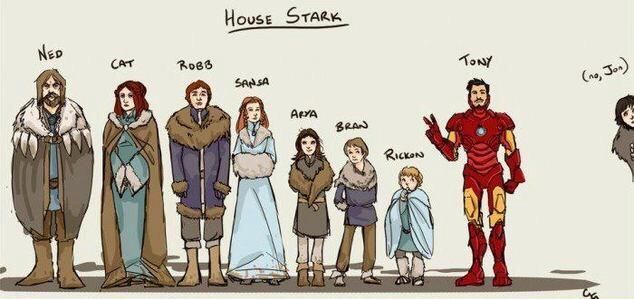 House Stark
Ned
Cat
Robb
Sansa
Arya
Bran
Rickon
Tony
(no, Jon)